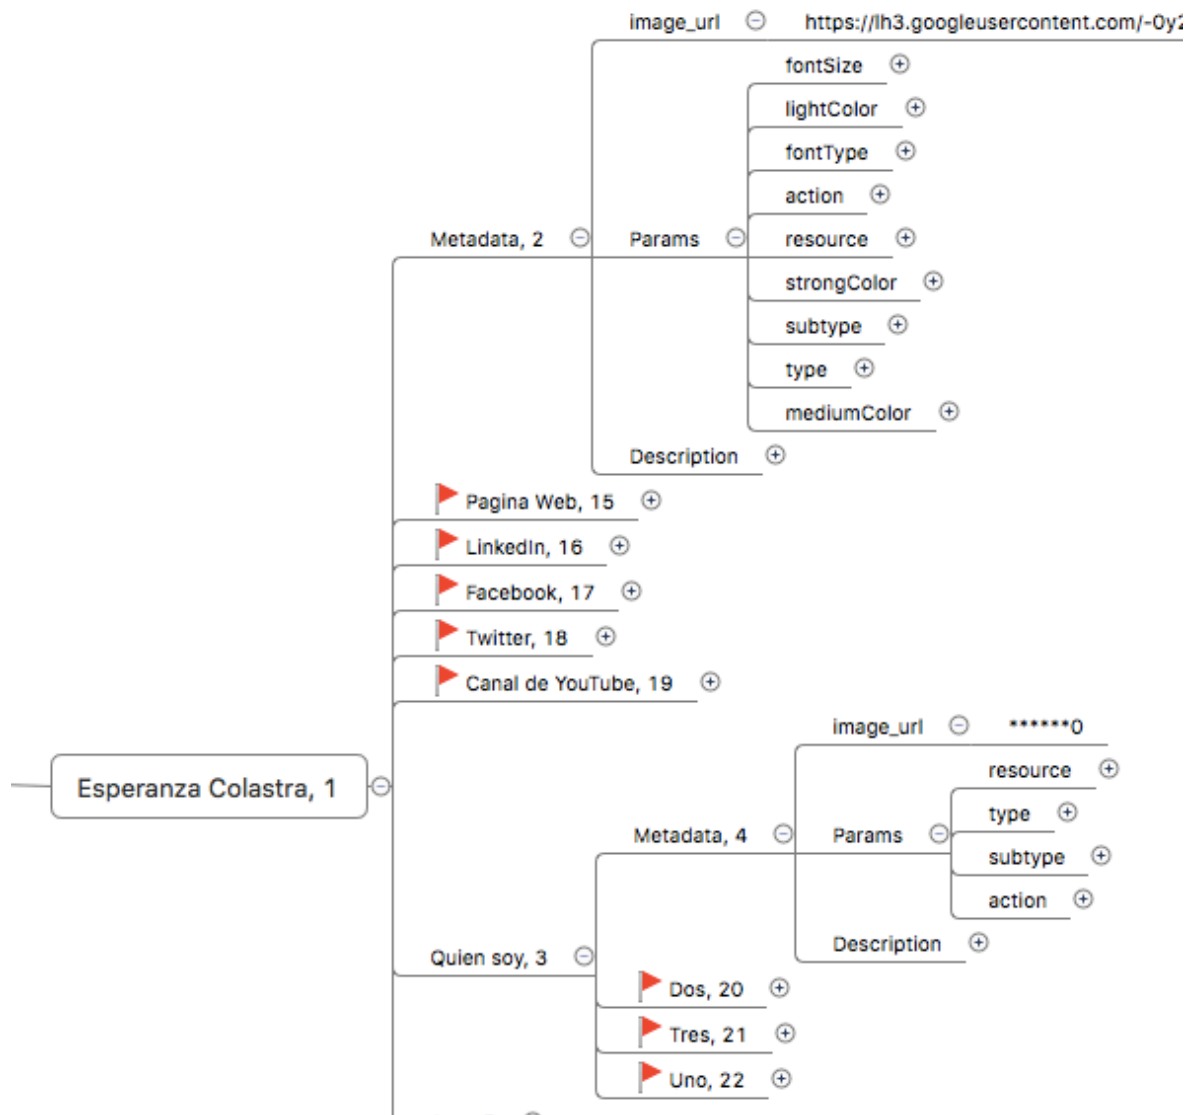 image_url
https://lh3.googleusercontent.com/-0y2
fontSize
lightColor
fontType
action
Metadata, 2
Params
resource
strongColor
subtype
type
mediumColor
Description
Pagina Web, 15
LinkedIn, 16
Facebook, 17
Twitter, 18
Canal de YouTube, 19
Esperanza Colastra, 1
image_url
******0
resource
type
Metadata, 4
Params
subtype
action
Description
Quien soy, 3
Dos, 20
Tres, 21
Uno, 22